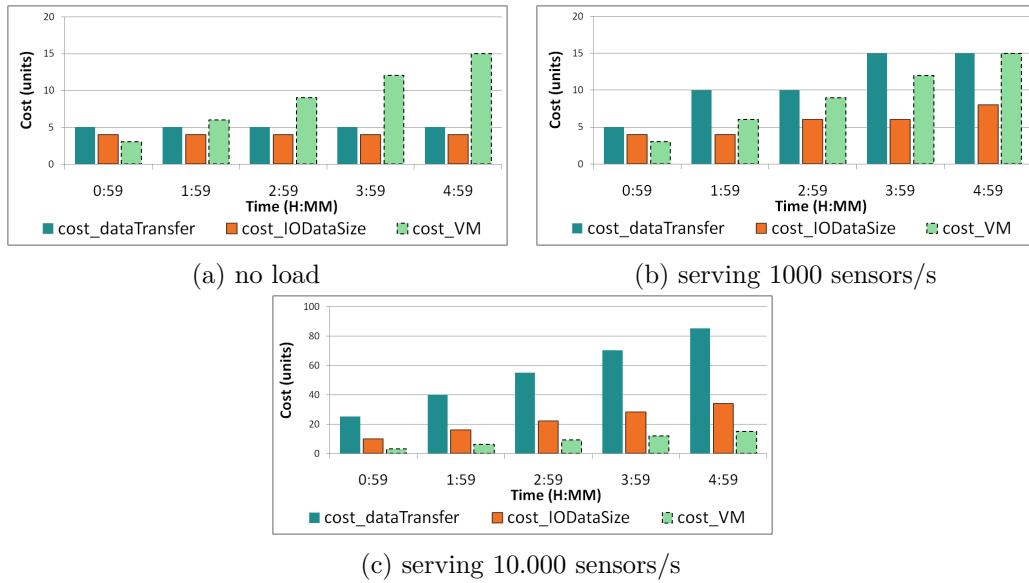 20
15
10
5
0
Cost (units)
0:59 1:59 2:59 3:59 4:59
Time (H:MM)
cost_dataTransfer cost_IODataSize cost_VM
(a) no load
20
15
10
5
0
Cost (units)
0:59 1:59 2:59 3:59 4:59
Time (H:MM)
cost_dataTransfer cost_IODataSize cost_VM
(b) serving 1000 sensors/s
100
80
60
40
20
0
Cost (units)
0:59 1:59 2:59 3:59 4:59
Time (H:MM)
cost_dataTransfer cost_IODataSize cost_VM
(c) serving 10.000 sensors/s